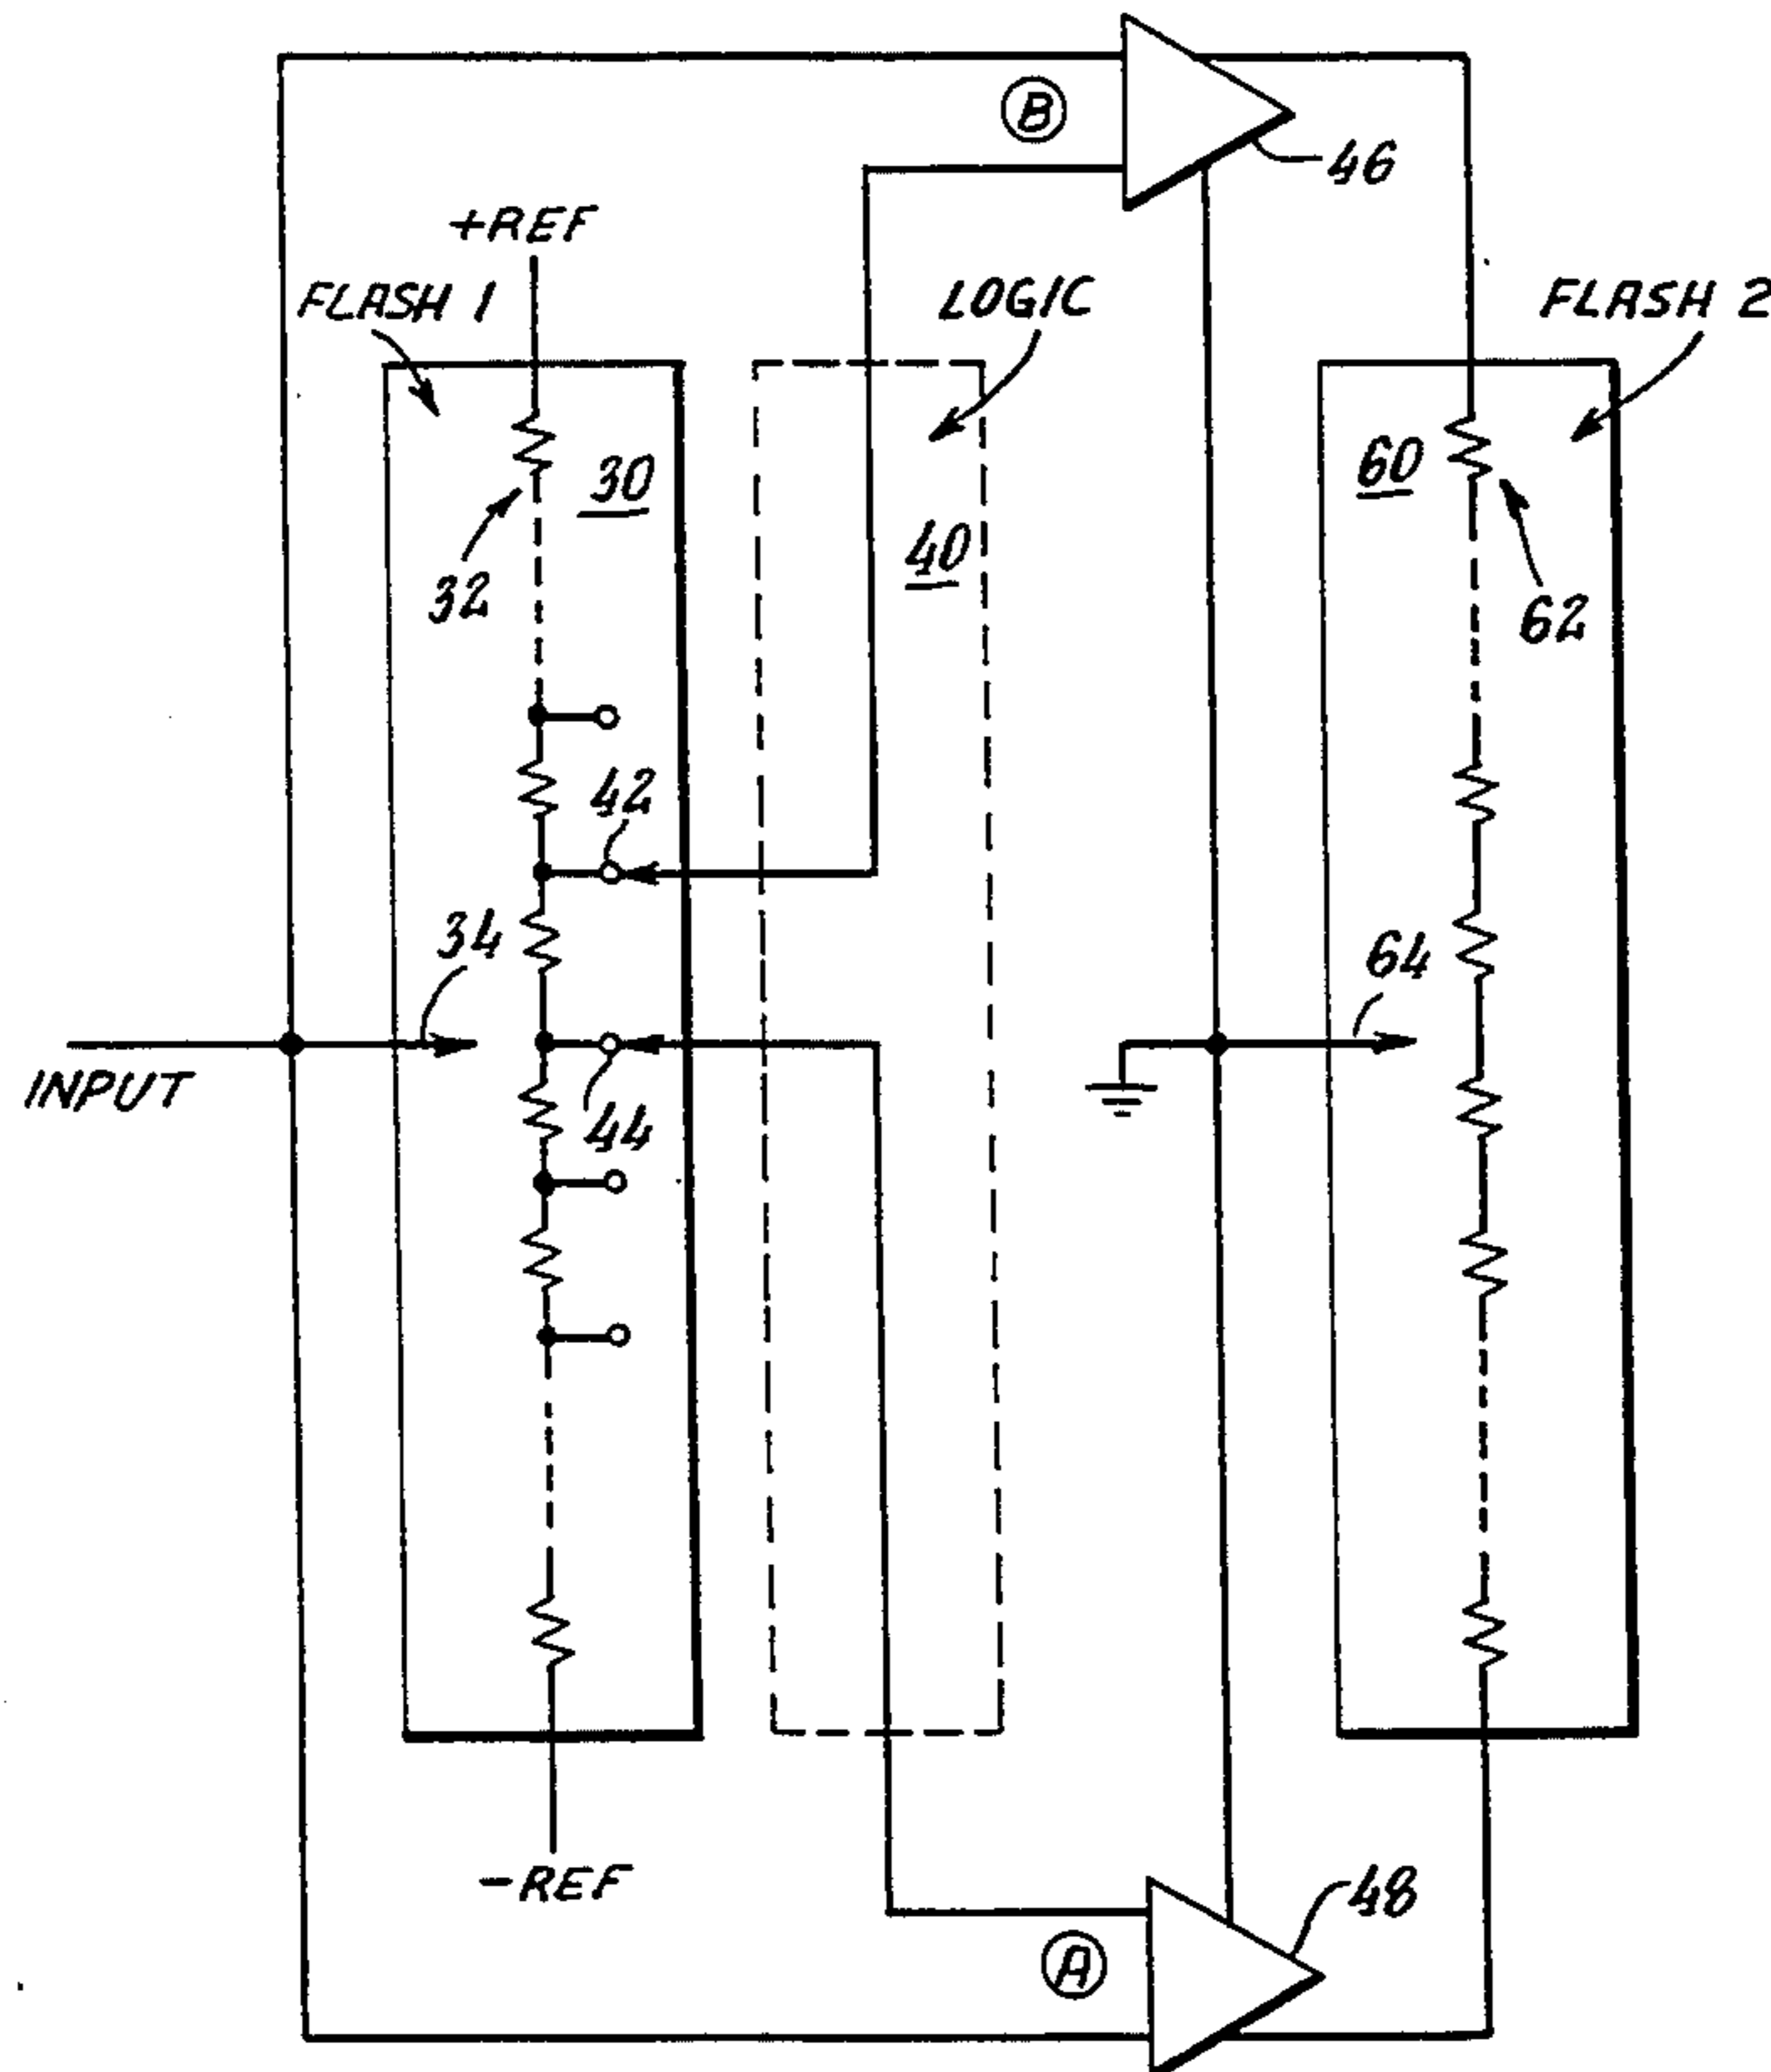 B
46
+REF
FLASH 1
LOGIC
FLASH 2
30
60
40
32
62
42
34
64
INPUT
44
-REF
48
A